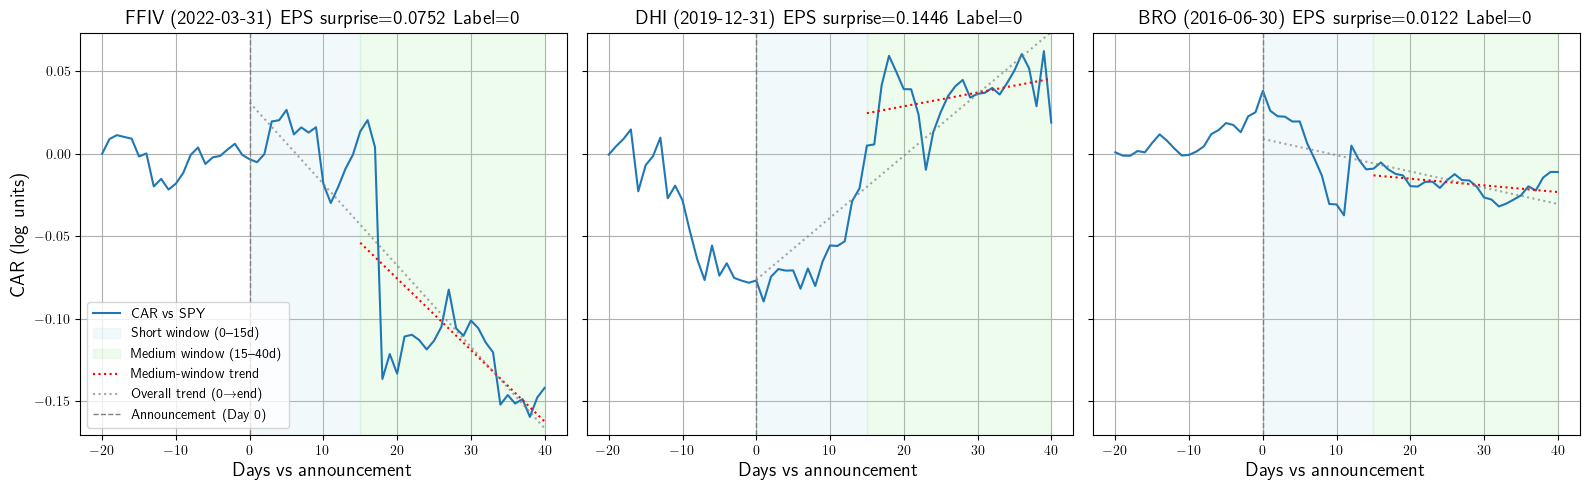 FFIV (2022-03-31) EPS surprise=0.0752 Label=0
DHI (2019-12-31) EPS surprise=0.1446 Label=0
BRO (2016-06-30) EPS surprise=0.0122 Label=0
CAR (log units)
0.05
0.00
−0.05
−0.10
−0.15
CAR vs SPY
Short window (0–15d)
Medium window (15–40d)
Medium-window trend
Overall trend (0→end)
Announcement (Day 0)
−20 −10 0 10 20 30 40
−20 −10 0 10 20 30 40
−20 −10 0 10 20 30 40
Days vs announcement
Days vs announcement
Days vs announcement